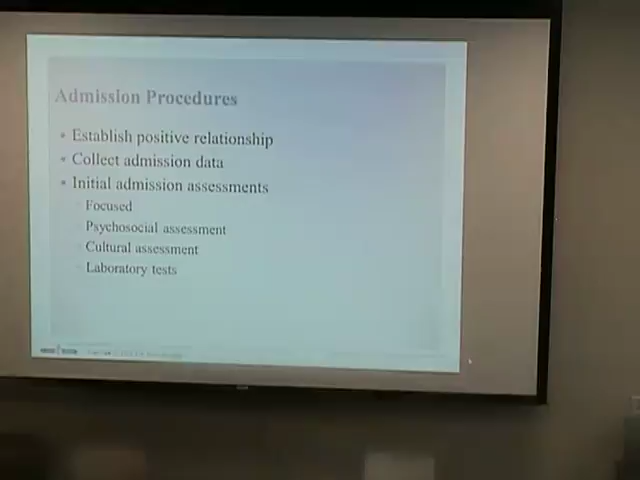 Admission Procedures
• Establish positive relationship
• Collect admission data
• Initial admission assessments
Focused
Psychosocial assessment
Cultural assessment
Laboratory tests